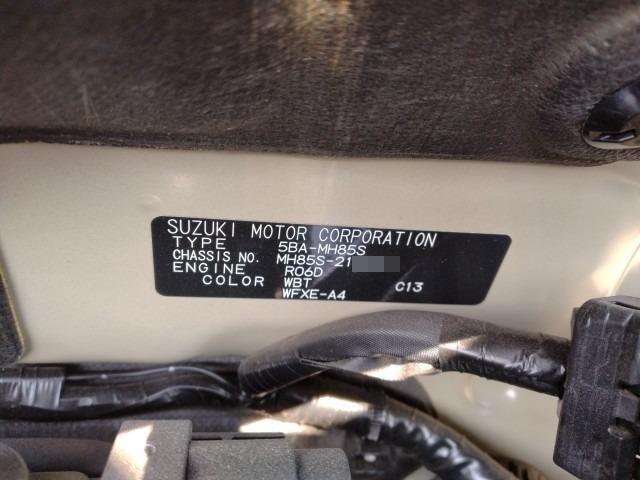 SUZUKI MOTOR CORPORATION
TYPE 5BA-MH85S
CHASSIS NO. MH85S-21
ENGINE R06D
COLOR WBT C13
WFXE-A4